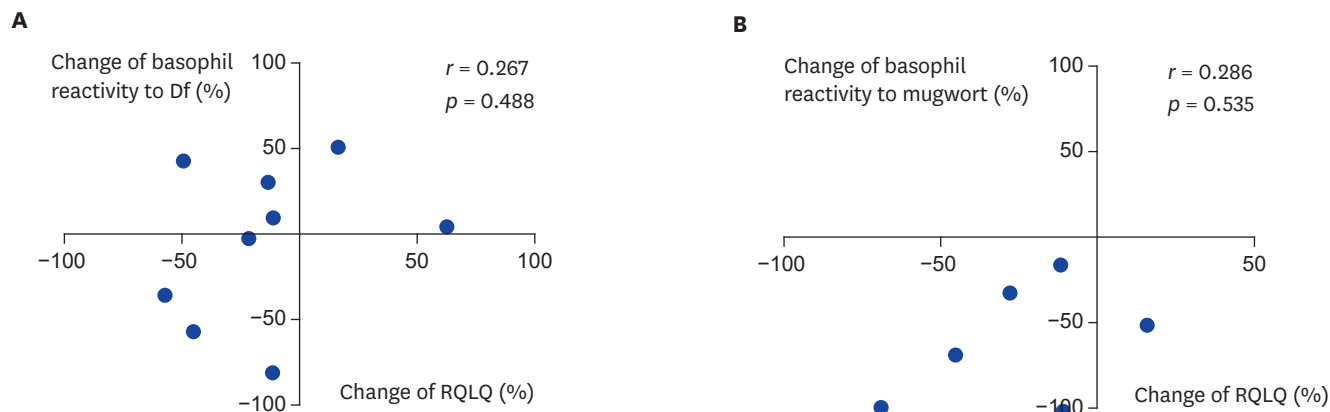 A
Change of basophil
reactivity to Df (%)
100
r = 0.267
p = 0.488
50
−100
−50
50
100
−50
Change of RQLQ (%)
−100
B
Change of basophil
reactivity to mugwort (%)
100
r = 0.286
p = 0.535
50
−100
−50
50
−50
Change of RQLQ (%)
−100